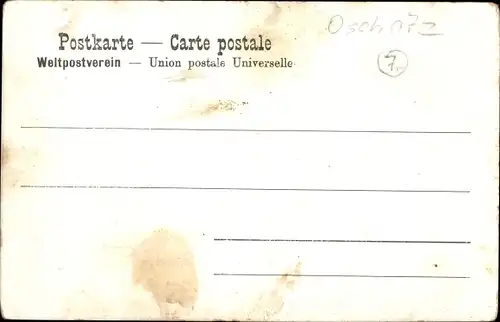 Oschatz
Postkarte — Carte postale
Weltpostverein — Union postale Universelle
7.